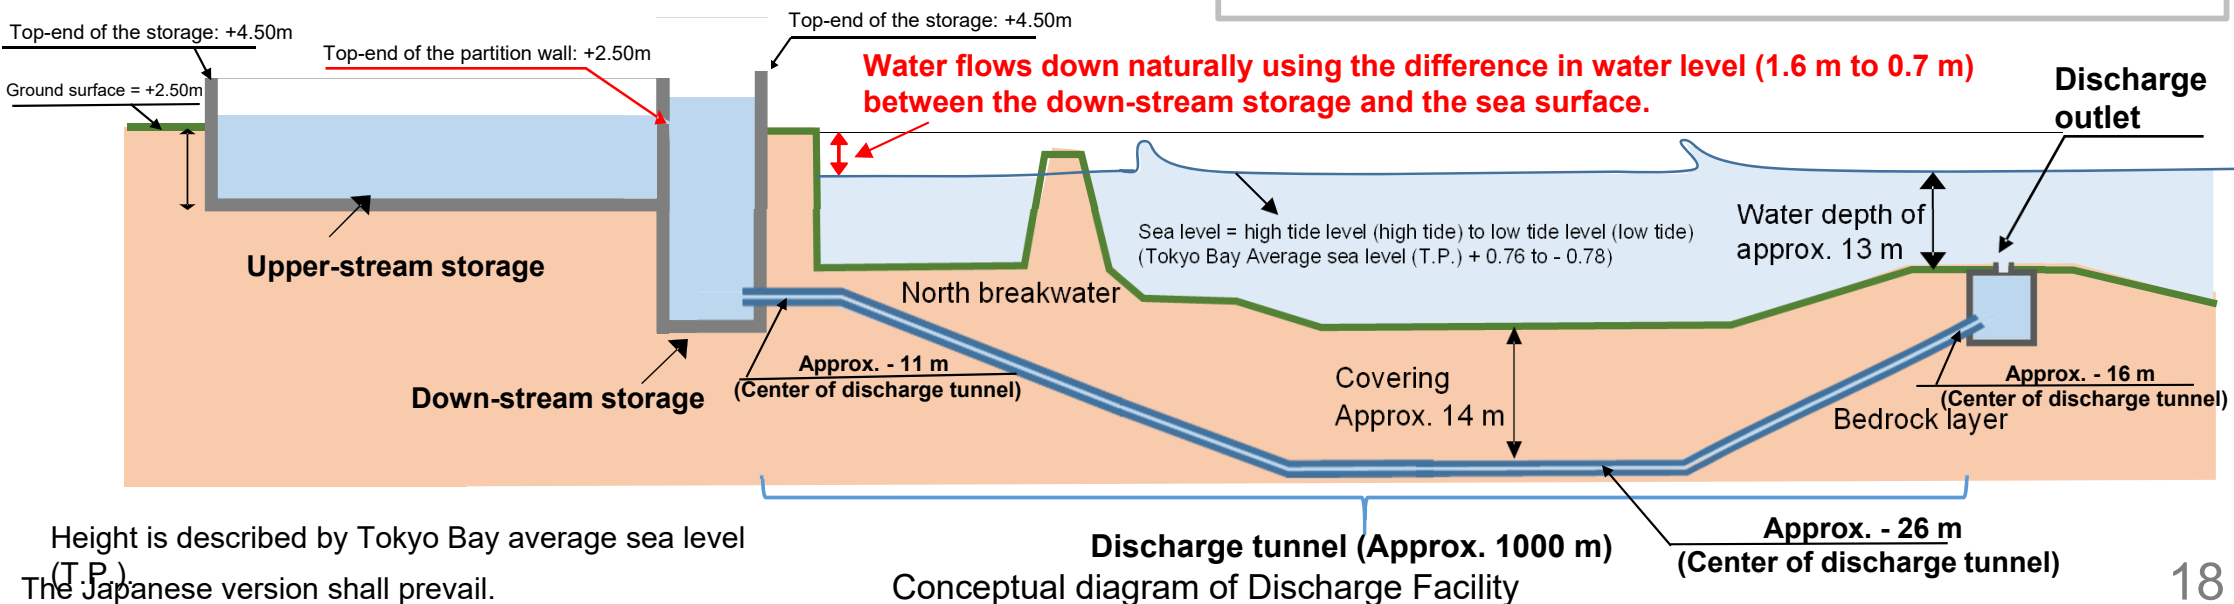 Top-end of the storage: +4.50m
Top-end of the storage: +4.50m
Top-end of the partition wall: +2.50m
Ground surface = +2.50m
Water flows down naturally using the difference in water level (1.6 m to 0.7 m)
between the down-stream storage and the sea surface.
Discharge
outlet
Water depth of
approx. 13 m
Sea level = high tide level (high tide) to low tide level (low tide)
(Tokyo Bay Average sea level (T.P.) + 0.76 to - 0.78)
Upper-stream storage
North breakwater
Approx. - 11 m
(Center of discharge tunnel)
Down-stream storage
Covering
Approx. 14 m
Approx. - 16 m
(Center of discharge tunnel)
Bedrock layer
Discharge tunnel (Approx. 1000 m)
Approx. - 26 m
(Center of discharge tunnel)
Height is described by Tokyo Bay average sea level
(T.P.).
The Japanese version shall prevail.
Conceptual diagram of Discharge Facility
18